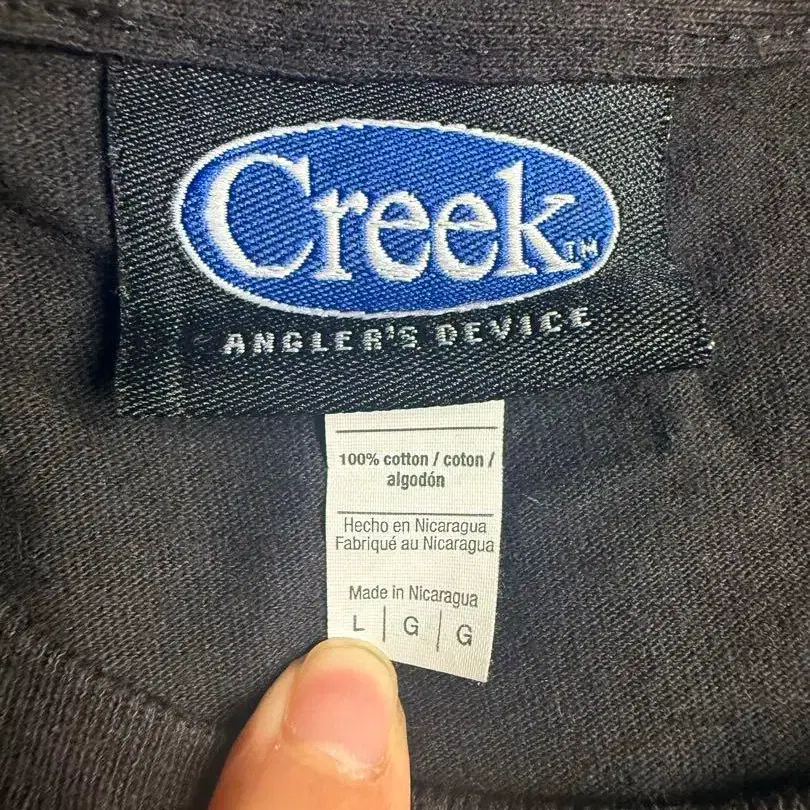 Creek TM
ANGLER'S DEVICE
100% cotton / coton /
algodón
Hecho en Nicaragua
Fabriqué au Nicaragua
Made in Nicaragua
L | G | G